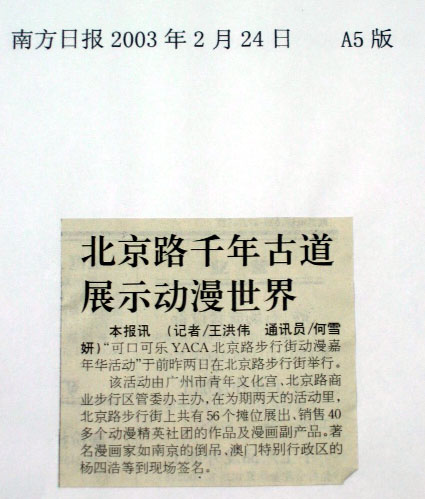 南方日报 2003 年 2 月 24 日 A5 版
北京路千年古道
展示动漫世界
本报讯 (记者/王洪伟 通讯员/何雪
妍)“可口可乐 YACA 北京路步行街动漫嘉
年华活动”于前昨两日在北京路步行街举行。
该活动由广州市青年文化宫,北京路商
业步行区管委办主办,在为期两天的活动里,
北京路步行街上共有 56 个摊位展出,销售 40
多个动漫精英社团的作品及漫画副产品。著
名漫画家如南京的倒吊,澳门特别行政区的
杨四浩等到现场签名。